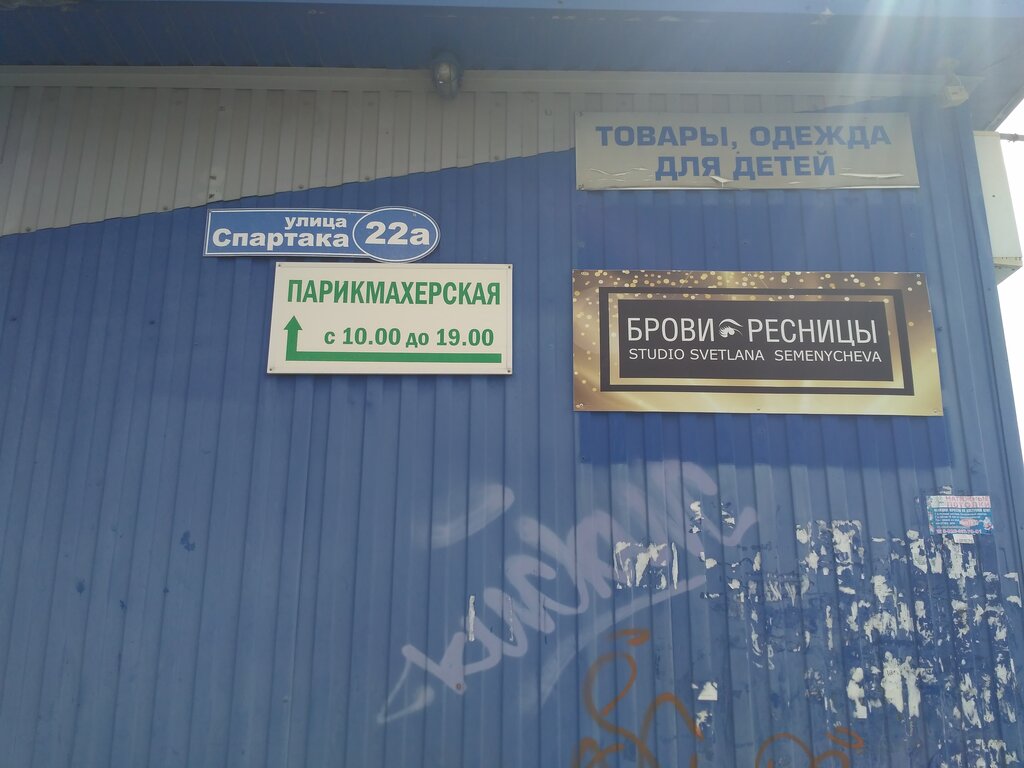 ТОВАРЫ, ОДЕЖДА
ДЛЯ ДЕТЕЙ
улица
Спартака 22а
ПАРИКМАХЕРСКАЯ
с 10.00 до 19.00
БРОВИ РЕСНИЦЫ
STUDIO SVETLANA SEMENYCHEVA